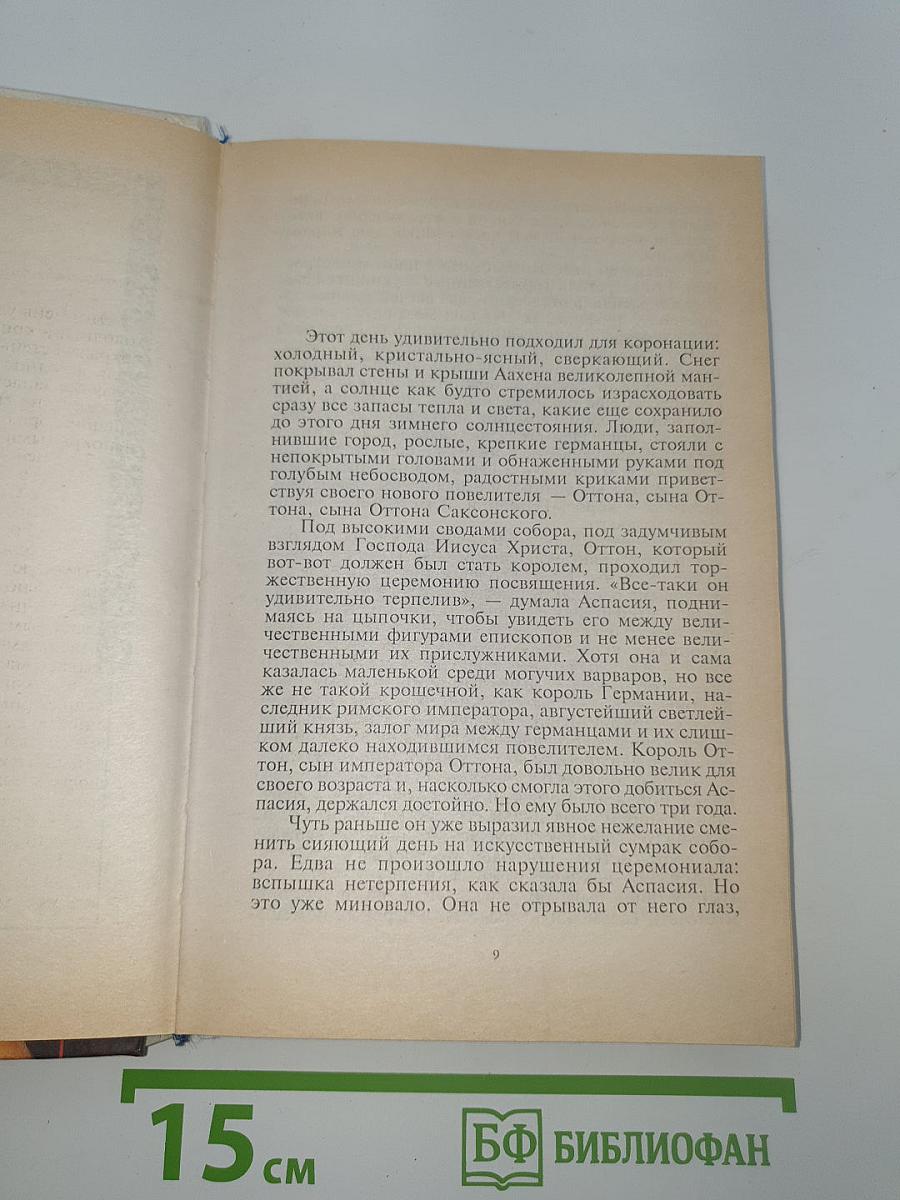 Этот день удивительно подходил для коронации:
холодный, кристально-ясный, сверкающий. Снег
покрывал стены и крыши Аахена великолепной ман-
тией, а солнце как будто стремилось израсходовать
сразу все запасы тепла и света, какие еще сохранило
до этого дня зимнего солнцестояния. Люди, запол-
нившие город, рослые, крепкие германцы, стояли с
непокрытыми головами и обнаженными руками под
голубым небосводом, радостными криками привет-
ствуя своего нового повелителя — Оттона, сына От-
тона, сына Оттона Саксонского.
Под высокими сводами собора, под задумчивым
взглядом Господа Иисуса Христа, Оттон, который
вот-вот должен был стать королем, проходил тор-
жественную церемонию посвящения. «Все-таки он
удивительно терпелив», — думала Аспасия, подни-
маясь на цыпочки, чтобы увидеть его между вели-
чественными фигурами епископов и не менее вели-
чественными их прислужниками. Хотя она и сама
казалась маленькой среди могучих варваров, но все
же не такой крошечной, как король Германии, на-
следник римского императора, августейший светлей-
ший князь, залог мира между германцами и их слиш-
ком далеко находившимся повелителем. Король От-
тон, сын императора Оттона, был довольно велик для
своего возраста и, насколько смогла этого добиться Ас-
пасия, держался достойно. Но ему было всего три года.
Чуть раньше он уже выразил явное нежелание сме-
нить сияющий день на искусственный сумрак собо-
ра. Едва не произошло нарушения церемониала:
вспышка нетерпения, как сказала бы Аспасия. Но
это уже миновало. Она не отрывала от него глаз,
9
15 см
БФ БИБЛИОФАН